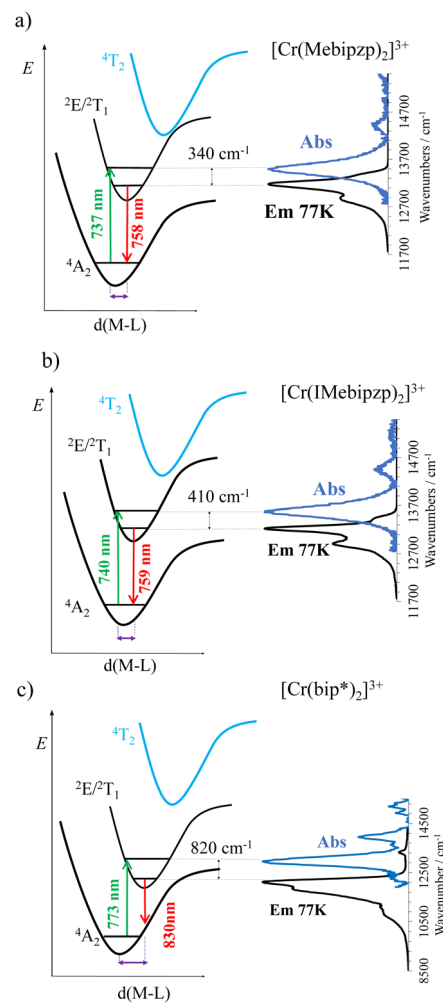 a)
[Cr(Mebipzp)₂]³⁺
E
⁴T₂
²E/²T₁
340 cm⁻¹
Abs
Em 77K
737 nm
758 nm
⁴A₂
d(M-L)
14700
13700
12700
11700
Wavenumbers / cm⁻¹
b)
[Cr(IMebipzp)₂]³⁺
E
⁴T₂
²E/²T₁
410 cm⁻¹
Abs
Em 77K
740 nm
759 nm
⁴A₂
d(M-L)
14700
13700
12700
11700
Wavenumbers / cm⁻¹
c)
[Cr(bip*)₂]³⁺
E
⁴T₂
²E/²T₁
820 cm⁻¹
Abs
Em 77K
773 nm
830nm
⁴A₂
d(M-L)
14500
12500
10500
8500
Wavenumber / cm⁻¹